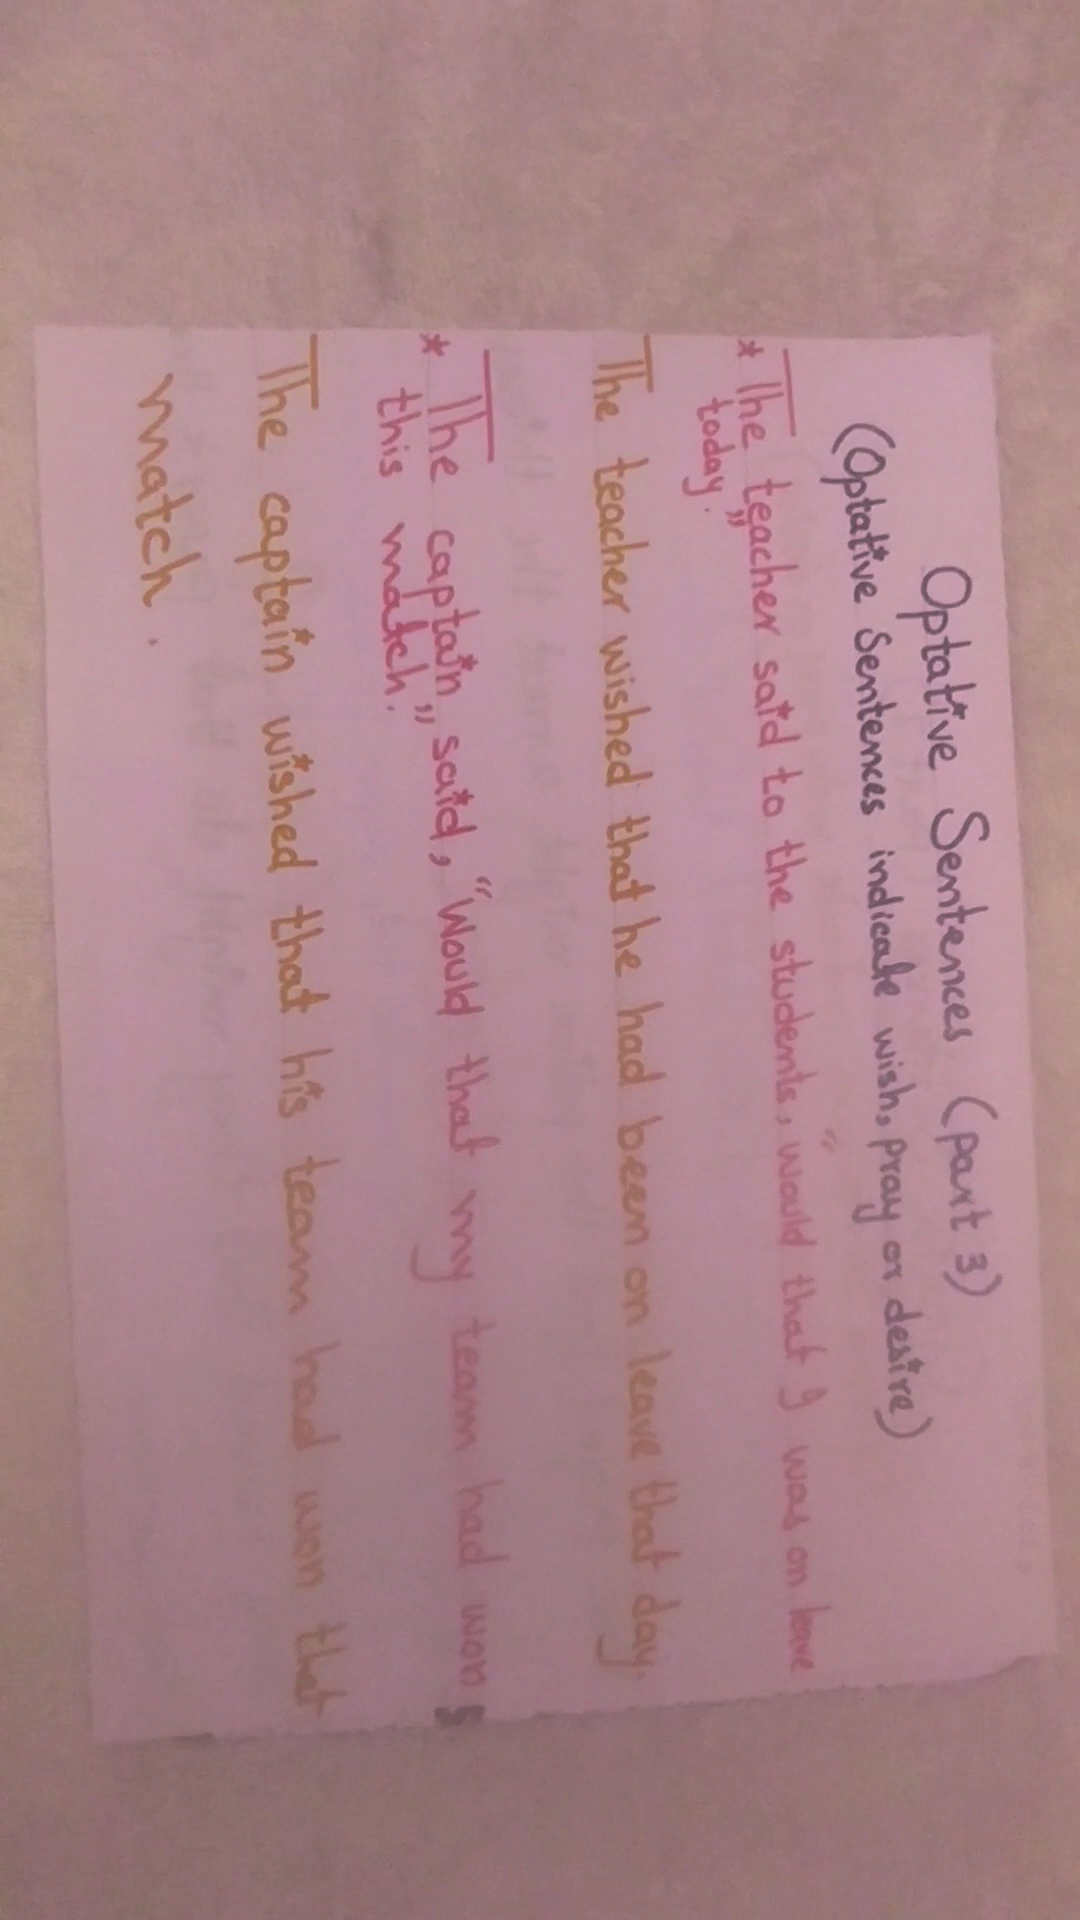 Optative Sentences (part 3)
(Optative Sentences indicate wish, pray or desire)
* The teacher said to the students, "would that I was on leave
today."
The teacher wished that he had been on leave that day.
* The captain, said, "Would that my team had won
this match."
The captain wished that his team had won that
match.